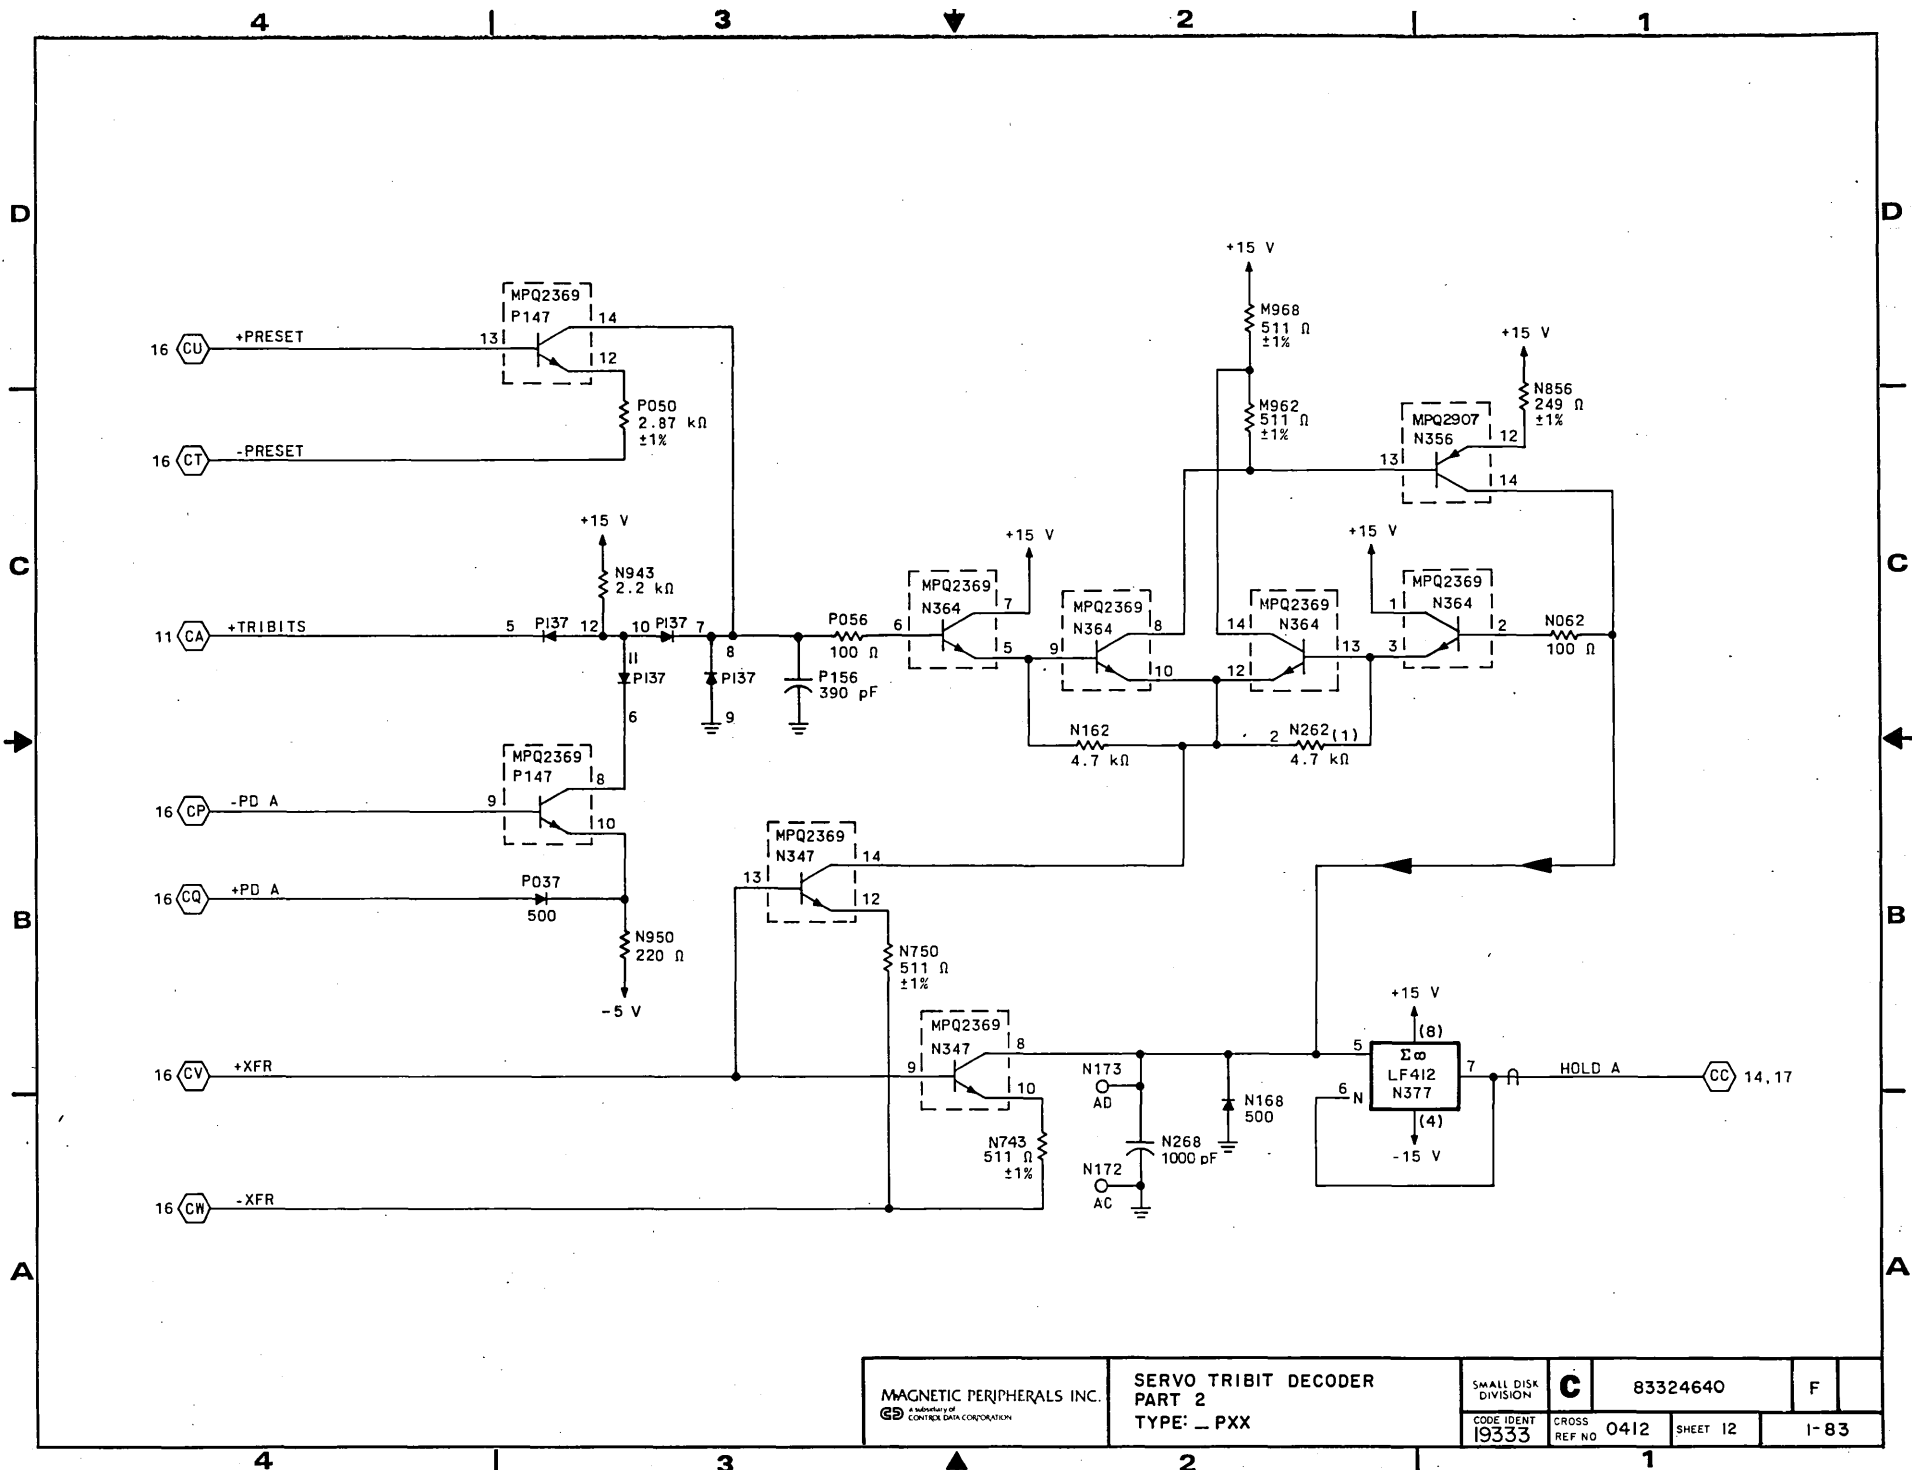 4 3 2 1
D D
+15 V
M968
511 Ω
±1%
MPQ2369
P147
14
13
12
16 CU +PRESET
+15 V
N856
249 Ω
±1%
P050
2.87 kΩ
±1%
M962
511 Ω
±1%
MPQ2907
N356
12
13
14
16 CT -PRESET
+15 V
N943
2.2 kΩ
+15 V
+15 V
C C
MPQ2369
N364
7
6
5
MPQ2369
N364
8
9
10
MPQ2369
N364
14
13
12
MPQ2369
N364
1
2
3
N062
100 Ω
11 CA +TRIBITS
5 P137 12 10 P137 7
P056
100 Ω
11
P137
6
8
P137
9
P156
390 pF
N162
4.7 kΩ
2 N262 (1)
4.7 kΩ
MPQ2369
P147
8
9
10
16 CP -PD A
MPQ2369
N347
14
13
12
16 CQ +PD A
P037
500
B B
N950
220 Ω
-5 V
N750
511 Ω
±1%
MPQ2369
N347
8
9
10
16 CV +XFR
N173
AD
+15 V
(8)
5
Σ∞
LF412
N377
7
6 N
(4)
-15 V
HOLD A CC 14,17
N168
500
N743
511 Ω
±1%
N268
1000 pF
N172
AC
16 CW -XFR
A A
MAGNETIC PERIPHERALS INC.
a subsidiary of
CONTROL DATA CORPORATION
SERVO TRIBIT DECODER
PART 2
TYPE: _ PXX
SMALL DISK
DIVISION
C
83324640
F
CODE IDENT
19333
CROSS
REF NO 0412
SHEET 12
1-83
4 3 2 1